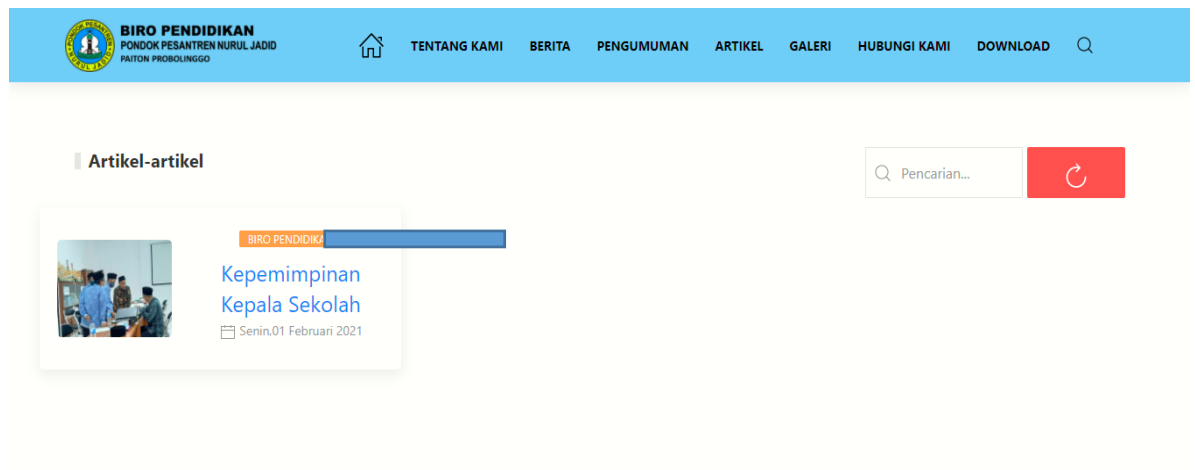 BIRO PENDIDIKAN
PONDOK PESANTREN NURUL JADID
PAITON PROBOLINGGO
TENTANG KAMI BERITA PENGUMUMAN ARTIKEL GALERI HUBUNGI KAMI DOWNLOAD
Artikel-artikel
Pencarian...
BIRO
Kepemimpinan
Kepala Sekolah
Senin,01 Februari 2021